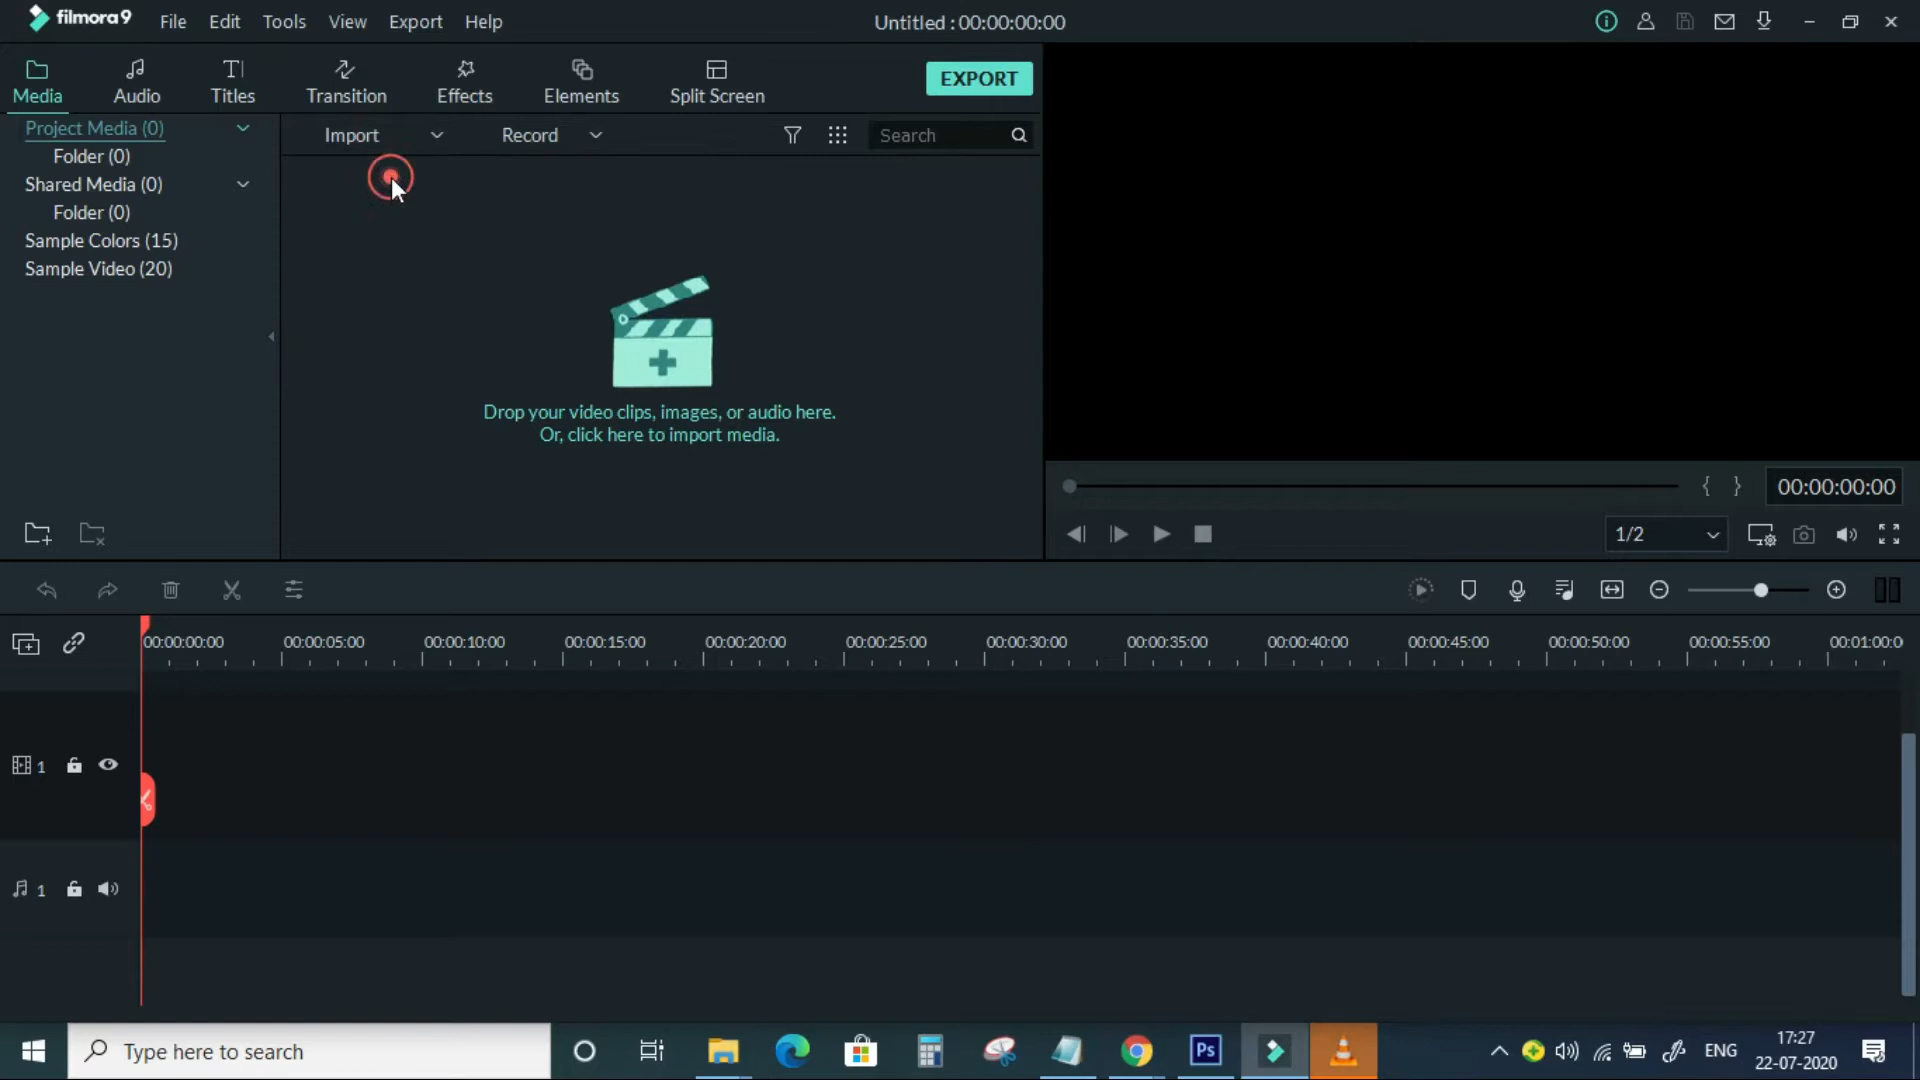 filmora9 File Edit Tools View Export Help Untitled : 00:00:00:00
Media Audio Titles Transition Effects Elements Split Screen EXPORT
Project Media (0)
Folder (0)
Shared Media (0)
Folder (0)
Sample Colors (15)
Sample Video (20)
Import Record Search
Drop your video clips, images, or audio here.
Or, click here to import media.
{ } 00:00:00:00
1/2
00:00:00:00 00:00:05:00 00:00:10:00 00:00:15:00 00:00:20:00 00:00:25:00 00:00:30:00 00:00:35:00 00:00:40:00 00:00:45:00 00:00:50:00 00:00:55:00 00:01:00:0
1
1
Type here to search Ps ENG 17:27
22-07-2020